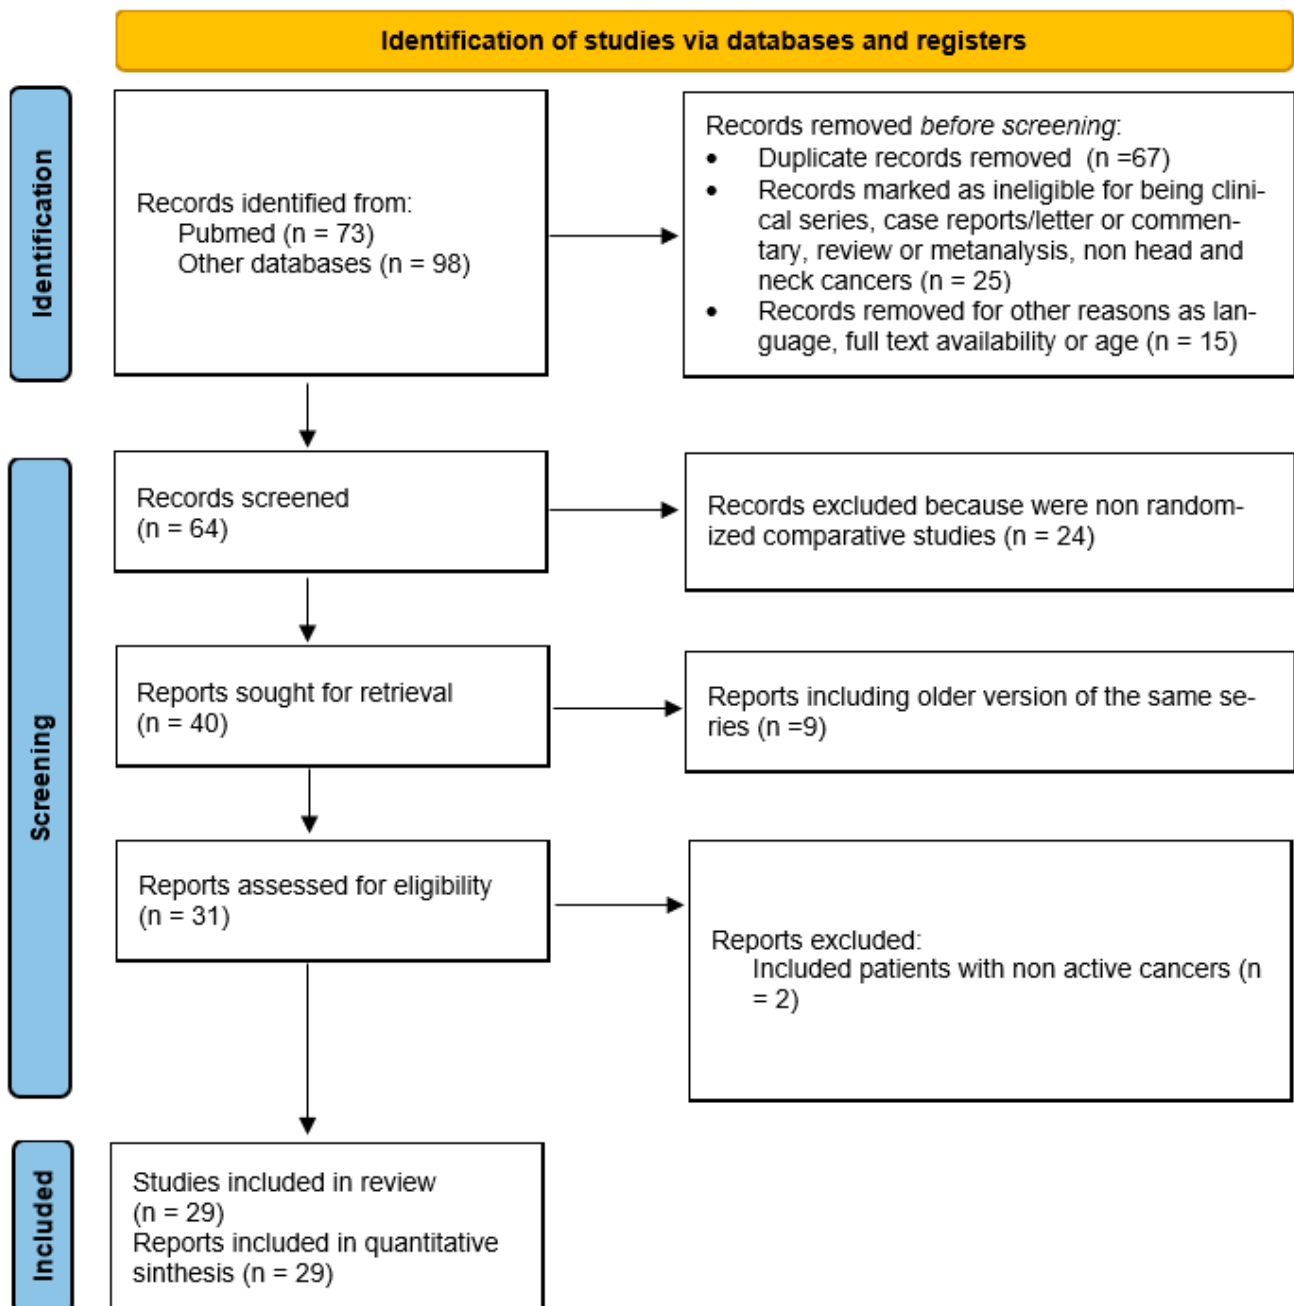 Identification of studies via databases and registers
Identification
Records identified from:
Pubmed (n = 73)
Other databases (n = 98)
Records removed before screening:
• Duplicate records removed (n =67)
• Records marked as ineligible for being clini-
cal series, case reports/letter or commen-
tary, review or metanalysis, non head and
neck cancers (n = 25)
• Records removed for other reasons as lan-
guage, full text availability or age (n = 15)
Screening
Records screened
(n = 64)
Records excluded because were non random-
ized comparative studies (n = 24)
Reports sought for retrieval
(n = 40)
Reports including older version of the same se-
ries (n =9)
Reports assessed for eligibility
(n = 31)
Reports excluded:
Included patients with non active cancers (n
= 2)
Included
Studies included in review
(n = 29)
Reports included in quantitative
sinthesis (n = 29)